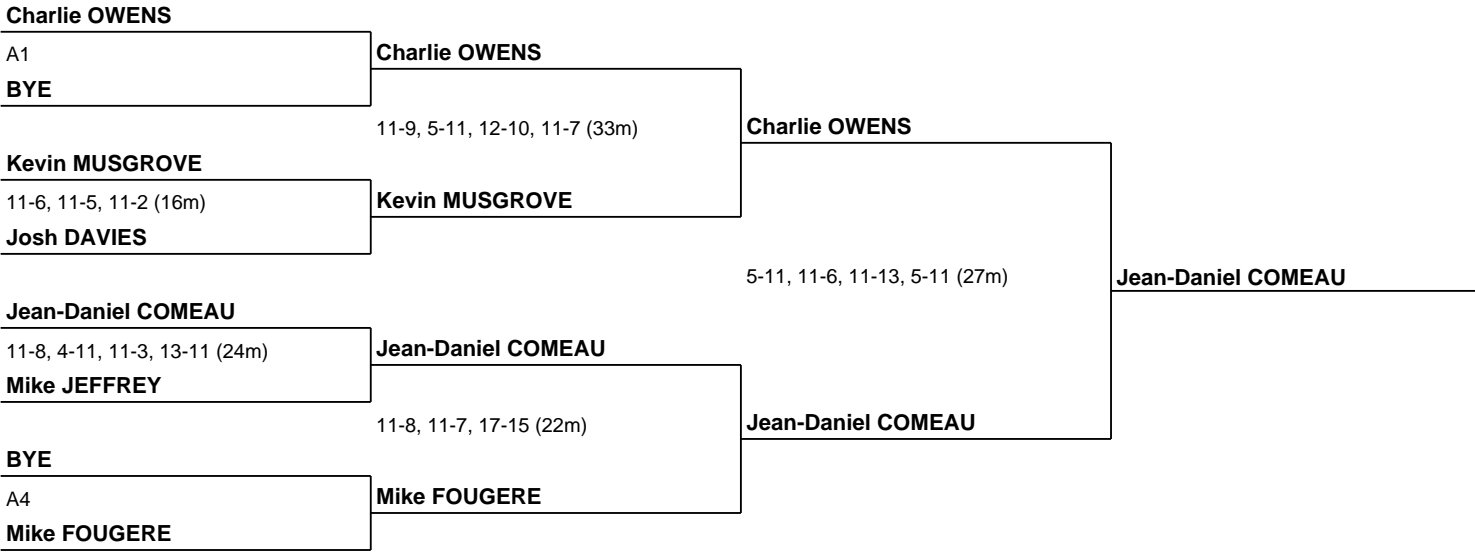 Charlie OWENS
A1
BYE
Charlie OWENS
11-9, 5-11, 12-10, 11-7 (33m)
Kevin MUSGROVE
11-6, 11-5, 11-2 (16m)
Josh DAVIES
Kevin MUSGROVE
Charlie OWENS
5-11, 11-6, 11-13, 5-11 (27m)
Jean-Daniel COMEAU
Jean-Daniel COMEAU
11-8, 4-11, 11-3, 13-11 (24m)
Mike JEFFREY
Jean-Daniel COMEAU
11-8, 11-7, 17-15 (22m)
Jean-Daniel COMEAU
BYE
A4
Mike FOUGERE
Mike FOUGERE